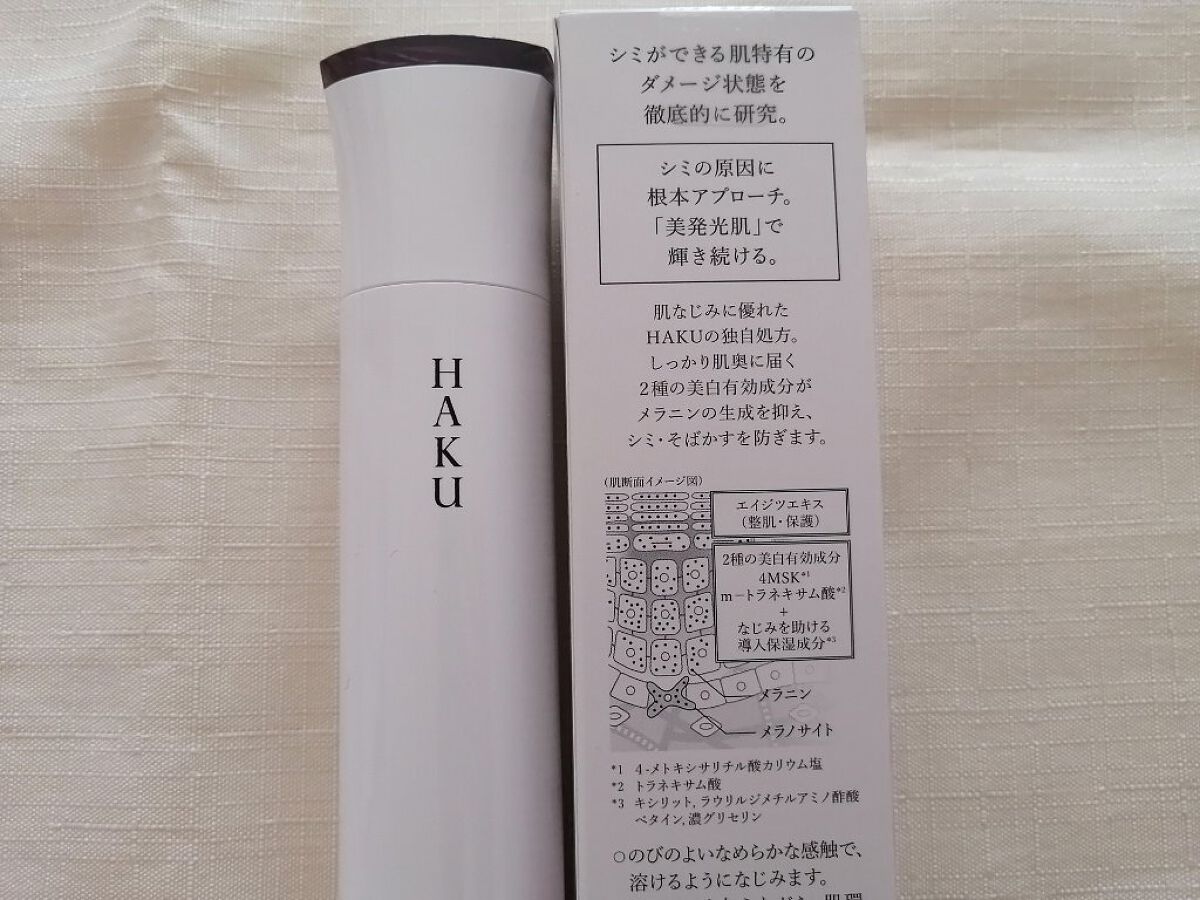 HAKU
シミができる肌特有の
ダメージ状態を
徹底的に研究。
シミの原因に
根本アプローチ。
「美発光肌」で
輝き続ける。
肌なじみに優れた
HAKUの独自処方。
しっかり肌奥に届く
2種の美白有効成分が
メラニンの生成を抑え、
シミ・そばかすを防ぎます。
(肌断面イメージ図)
エイジツエキス
(整肌・保護)
2種の美白有効成分
4MSK*1
m-トラネキサム酸*2
+
なじみを助ける
導入保湿成分*3
メラニン
メラノサイト
*1 4-メトキシサリチル酸カリウム塩
*2 トラネキサム酸
*3 キシリット,ラウリルジメチルアミノ酢酸
ベタイン,濃グリセリン
○のびのよいなめらかな感触で、
溶けるようになじみます。